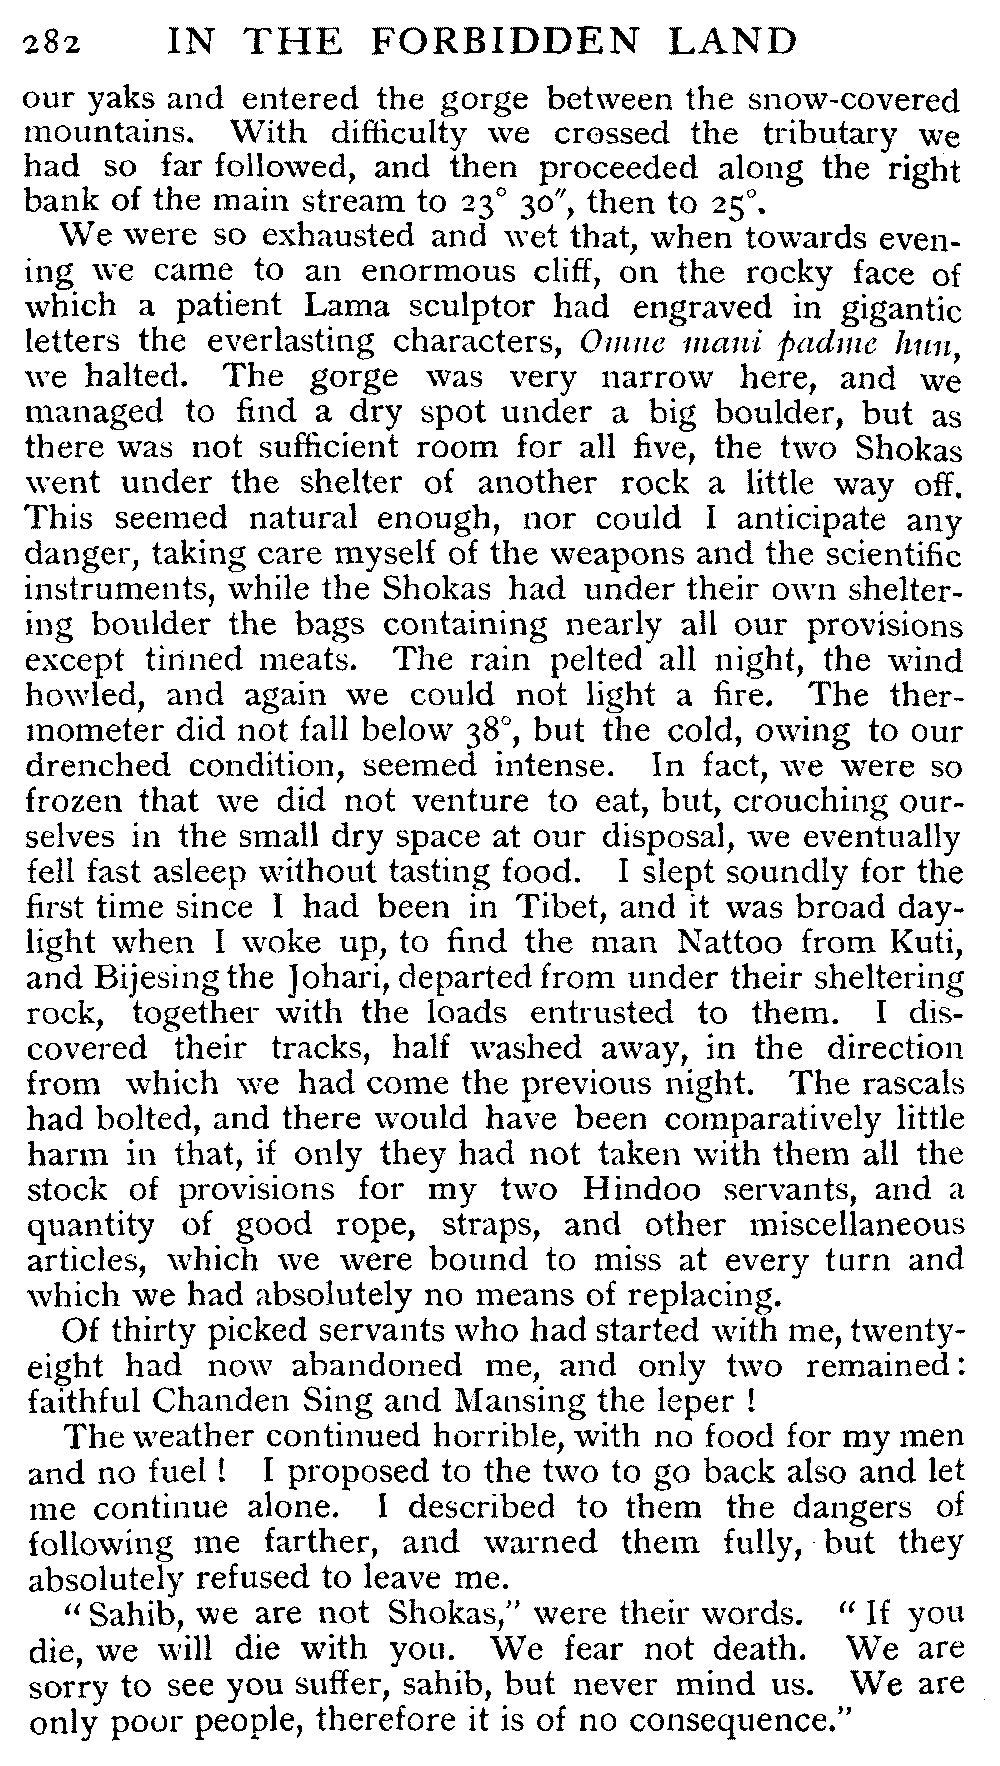 282 IN THE FORBIDDEN LAND
our yaks and entered the gorge between the snow-covered
mountains. With difficulty we crossed the tributary we
had so far followed, and then proceeded along the right
bank of the main stream to 23° 30″, then to 25°.
We were so exhausted and wet that, when towards even-
ing we came to an enormous cliff, on the rocky face of
which a patient Lama sculptor had engraved in gigantic
letters the everlasting characters, Omne mani padme hun,
we halted. The gorge was very narrow here, and we
managed to find a dry spot under a big boulder, but as
there was not sufficient room for all five, the two Shokas
went under the shelter of another rock a little way off.
This seemed natural enough, nor could I anticipate any
danger, taking care myself of the weapons and the scientific
instruments, while the Shokas had under their own shelter-
ing boulder the bags containing nearly all our provisions
except tinned meats. The rain pelted all night, the wind
howled, and again we could not light a fire. The ther-
mometer did not fall below 38°, but the cold, owing to our
drenched condition, seemed intense. In fact, we were so
frozen that we did not venture to eat, but, crouching our-
selves in the small dry space at our disposal, we eventually
fell fast asleep without tasting food. I slept soundly for the
first time since I had been in Tibet, and it was broad day-
light when I woke up, to find the man Nattoo from Kuti,
and Bijesing the Johari, departed from under their sheltering
rock, together with the loads entrusted to them. I dis-
covered their tracks, half washed away, in the direction
from which we had come the previous night. The rascals
had bolted, and there would have been comparatively little
harm in that, if only they had not taken with them all the
stock of provisions for my two Hindoo servants, and a
quantity of good rope, straps, and other miscellaneous
articles, which we were bound to miss at every turn and
which we had absolutely no means of replacing.
Of thirty picked servants who had started with me, twenty-
eight had now abandoned me, and only two remained:
faithful Chanden Sing and Mansing the leper !
The weather continued horrible, with no food for my men
and no fuel ! I proposed to the two to go back also and let
me continue alone. I described to them the dangers of
following me farther, and warned them fully, but they
absolutely refused to leave me.
“ Sahib, we are not Shokas,” were their words. “ If you
die, we will die with you. We fear not death. We are
sorry to see you suffer, sahib, but never mind us. We are
only poor people, therefore it is of no consequence.”